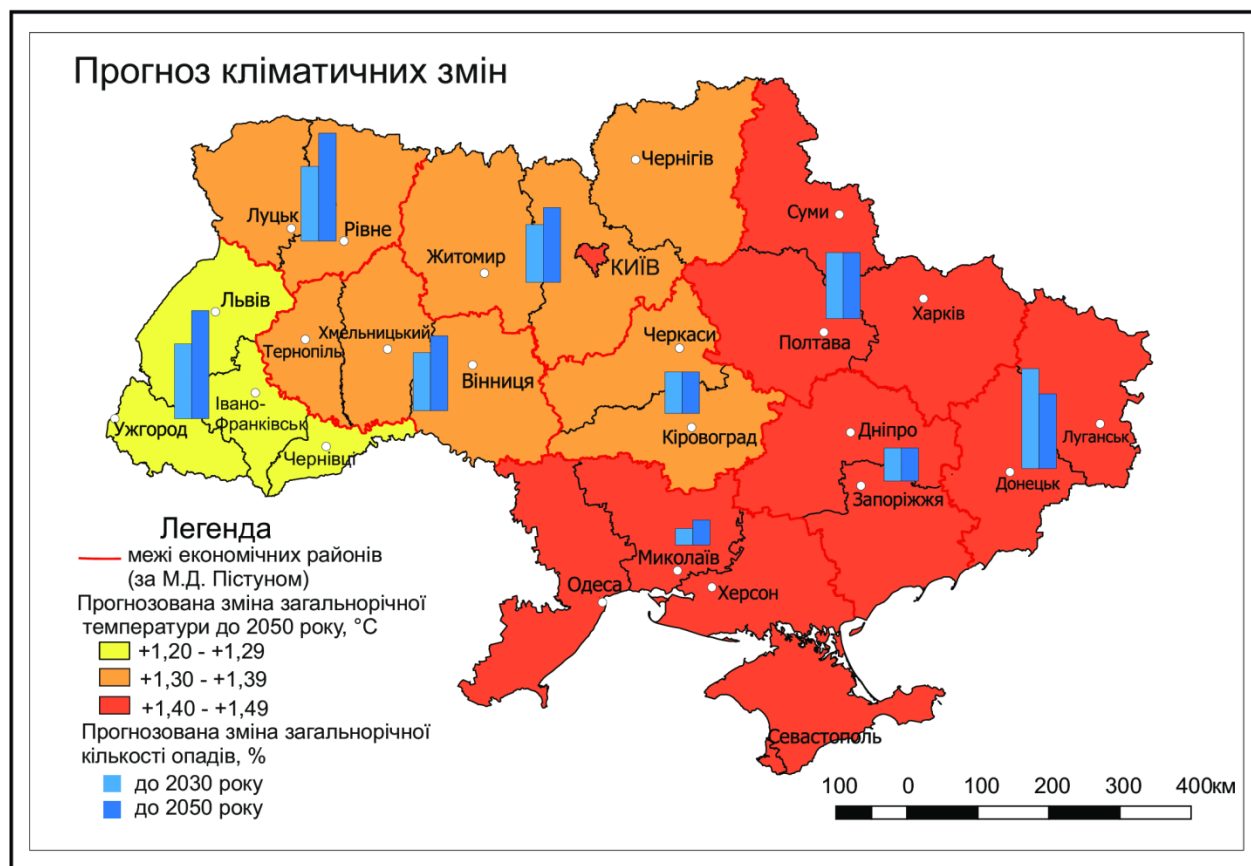 Прогноз кліматичних змін
Чернігів
Суми
Луцьк
Рівне
Житомир
КИЇВ
Львів
Харків
Хмельницький
Черкаси
Полтава
Тернопіль
Вінниця
Івано-
Франківськ
Ужгород
Кіровоград
Дніпро
Луганськ
Чернівці
Донецьк
Запоріжжя
Миколаїв
Одеса
Херсон
Севастополь
Легенда
межі економічних районів
(за М.Д. Пістуном)
Прогнозована зміна загальнорічної
температури до 2050 року, °С
+1,20 - +1,29
+1,30 - +1,39
+1,40 - +1,49
Прогнозована зміна загальнорічної
кількості опадів, %
до 2030 року
до 2050 року
100 0 100 200 300 400км